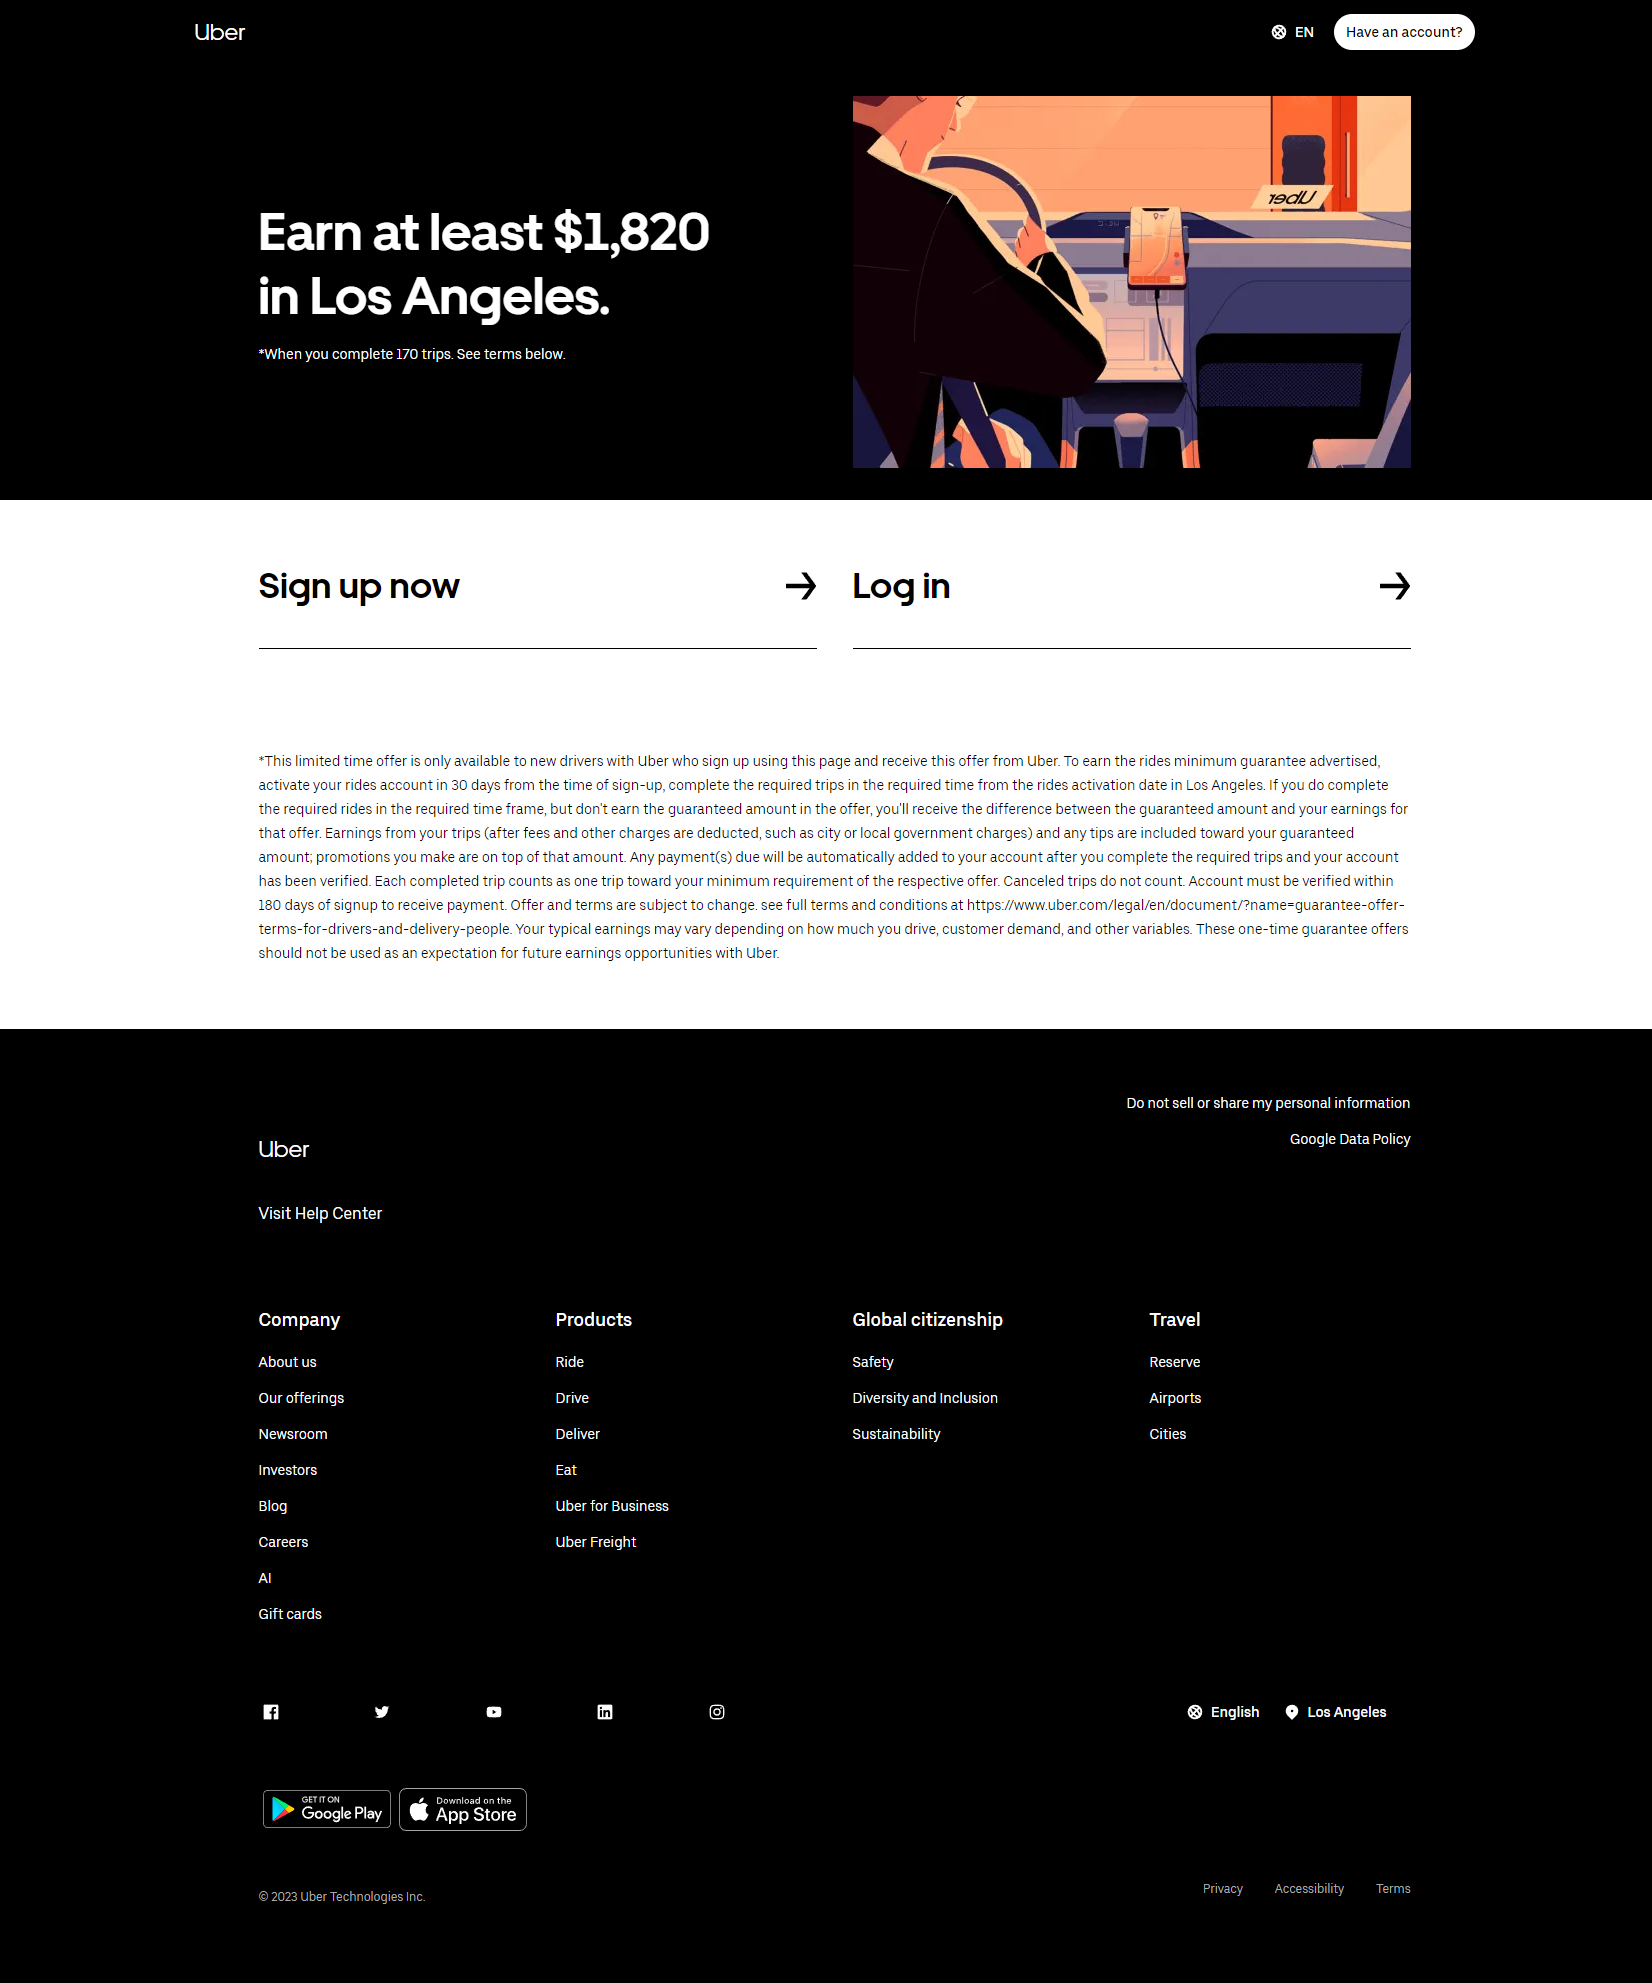 Uber
EN
Have an account?
Uber
Earn at least $1,820
in Los Angeles.
*When you complete 170 trips. See terms below.
Sign up now
Log in
*This limited time offer is only available to new drivers with Uber who sign up using this page and receive this offer from Uber. To earn the rides minimum guarantee advertised,
activate your rides account in 30 days from the time of sign-up, complete the required trips in the required time from the rides activation date in Los Angeles. If you do complete
the required rides in the required time frame, but don't earn the guaranteed amount in the offer, you'll receive the difference between the guaranteed amount and your earnings for
that offer. Earnings from your trips (after fees and other charges are deducted, such as city or local government charges) and any tips are included toward your guaranteed
amount; promotions you make are on top of that amount. Any payment(s) due will be automatically added to your account after you complete the required trips and your account
has been verified. Each completed trip counts as one trip toward your minimum requirement of the respective offer. Canceled trips do not count. Account must be verified within
180 days of signup to receive payment. Offer and terms are subject to change. see full terms and conditions at https://www.uber.com/legal/en/document/?name=guarantee-offer-
terms-for-drivers-and-delivery-people. Your typical earnings may vary depending on how much you drive, customer demand, and other variables. These one-time guarantee offers
should not be used as an expectation for future earnings opportunities with Uber.
Do not sell or share my personal information
Google Data Policy
Uber
Visit Help Center
Company
About us
Our offerings
Newsroom
Investors
Blog
Careers
AI
Gift cards
Products
Ride
Drive
Deliver
Eat
Uber for Business
Uber Freight
Global citizenship
Safety
Diversity and Inclusion
Sustainability
Travel
Reserve
Airports
Cities
English
Los Angeles
GET IT ON
Google Play
Download on the
App Store
© 2023 Uber Technologies Inc.
Privacy
Accessibility
Terms